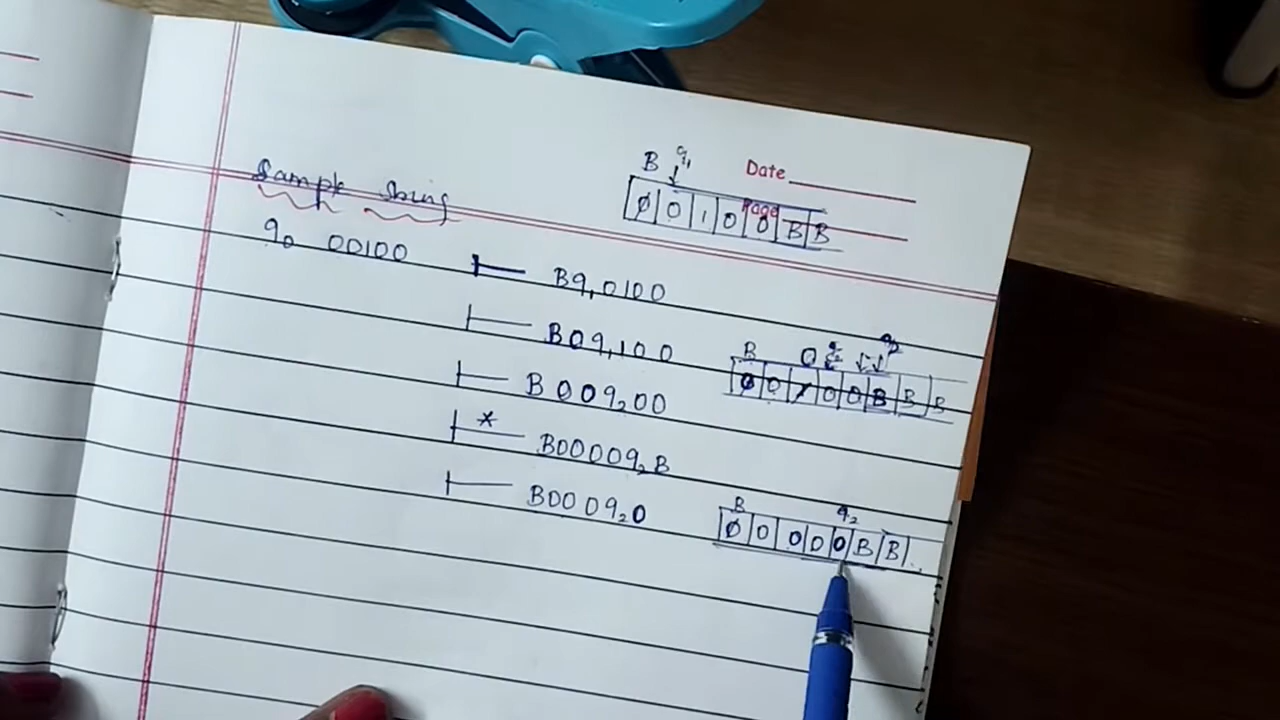 B q₁ Date
0 0 1 0 0 B B Page
Sample String
q₀ 00100 ⊢ Bq₁0100
⊢ B0q₁100
B 0 q₂
0 0 1 0 0 B B B
⊢ B00q₂00
⊢* B0000q₂B
⊢ B000q₂0
B q₂
0 0 0 0 0 B B ..